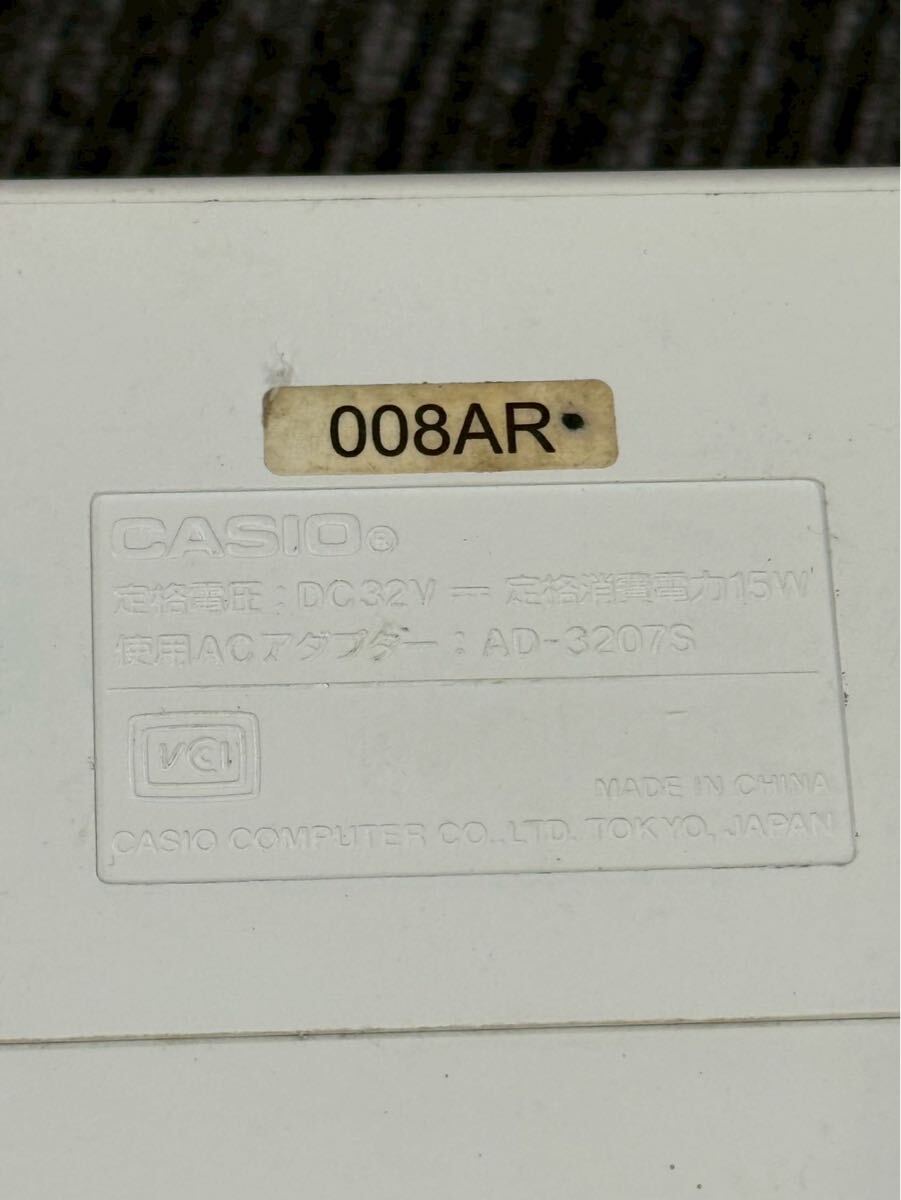 008AR
CASIO®
定格電圧：DC32V ⎓ 定格消費電力15W
使用ACアダプター：AD-3207S
VCI
MADE IN CHINA
CASIO COMPUTER CO.,LTD. TOKYO, JAPAN